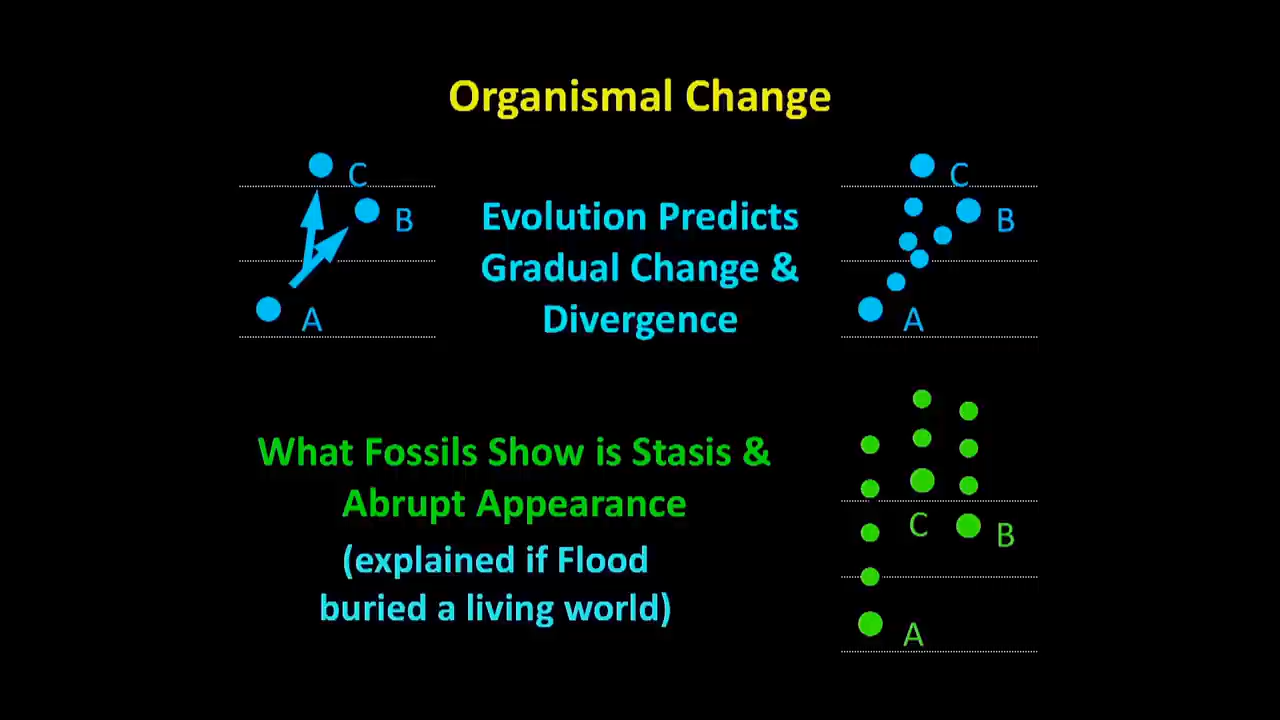 Organismal Change
C
B
A
Evolution Predicts
Gradual Change &
Divergence
C
B
A
What Fossils Show is Stasis &
Abrupt Appearance
(explained if Flood
buried a living world)
C
B
A